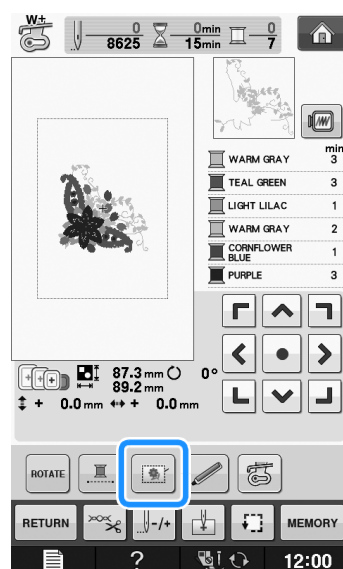 W+
0 0min 0
8625 15min 7
min
WARM GRAY 3
TEAL GREEN 3
LIGHT LILAC 1
WARM GRAY 2
CORNFLOWER BLUE 1
PURPLE 3
87.3 mm 0°
89.2 mm
+ 0.0 mm + 0.0 mm
ROTATE
RETURN -/+ MEMORY
? 12:00